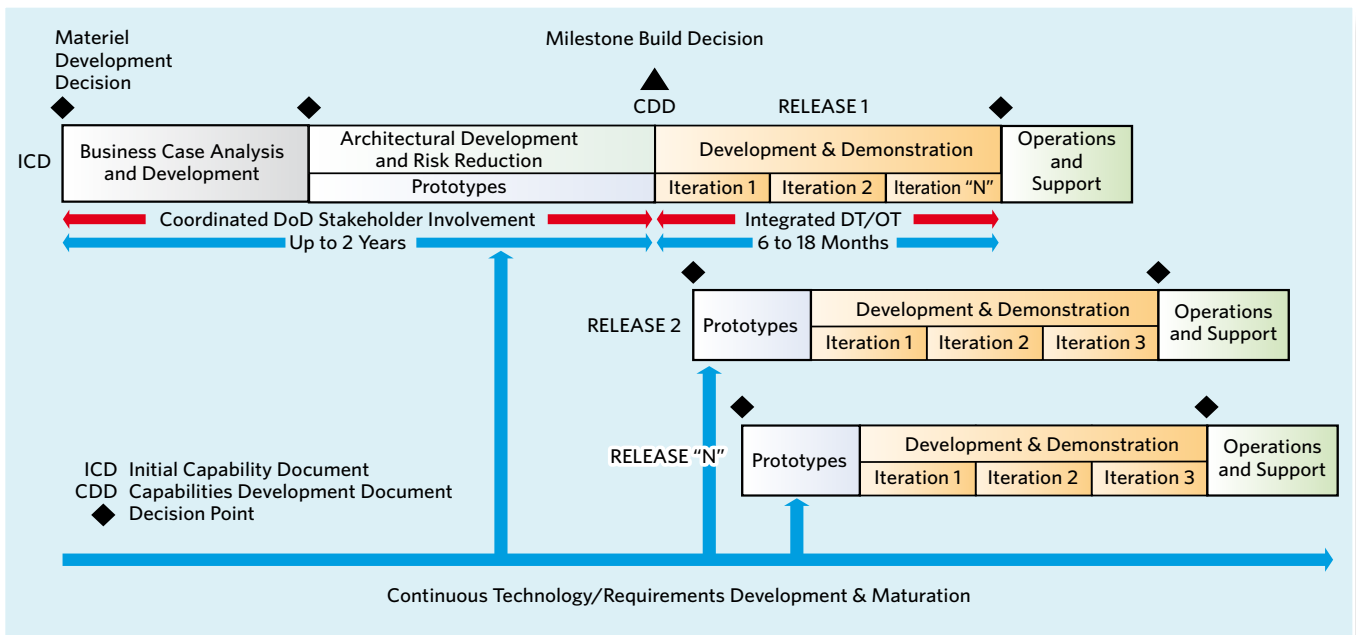 Materiel
Development
Decision
Milestone Build Decision
CDD
RELEASE 1
ICD
Business Case Analysis
and Development
Architectural Development
and Risk Reduction
Prototypes
Development & Demonstration
Iteration 1
Iteration 2
Iteration “N”
Operations
and
Support
Coordinated DoD Stakeholder Involvement
Integrated DT/OT
Up to 2 Years
6 to 18 Months
RELEASE 2
Prototypes
Development & Demonstration
Iteration 1
Iteration 2
Iteration 3
Operations
and Support
RELEASE “N”
Prototypes
Development & Demonstration
Iteration 1
Iteration 2
Iteration 3
Operations
and Support
ICD Initial Capability Document
CDD Capabilities Development Document
Decision Point
Continuous Technology/Requirements Development & Maturation